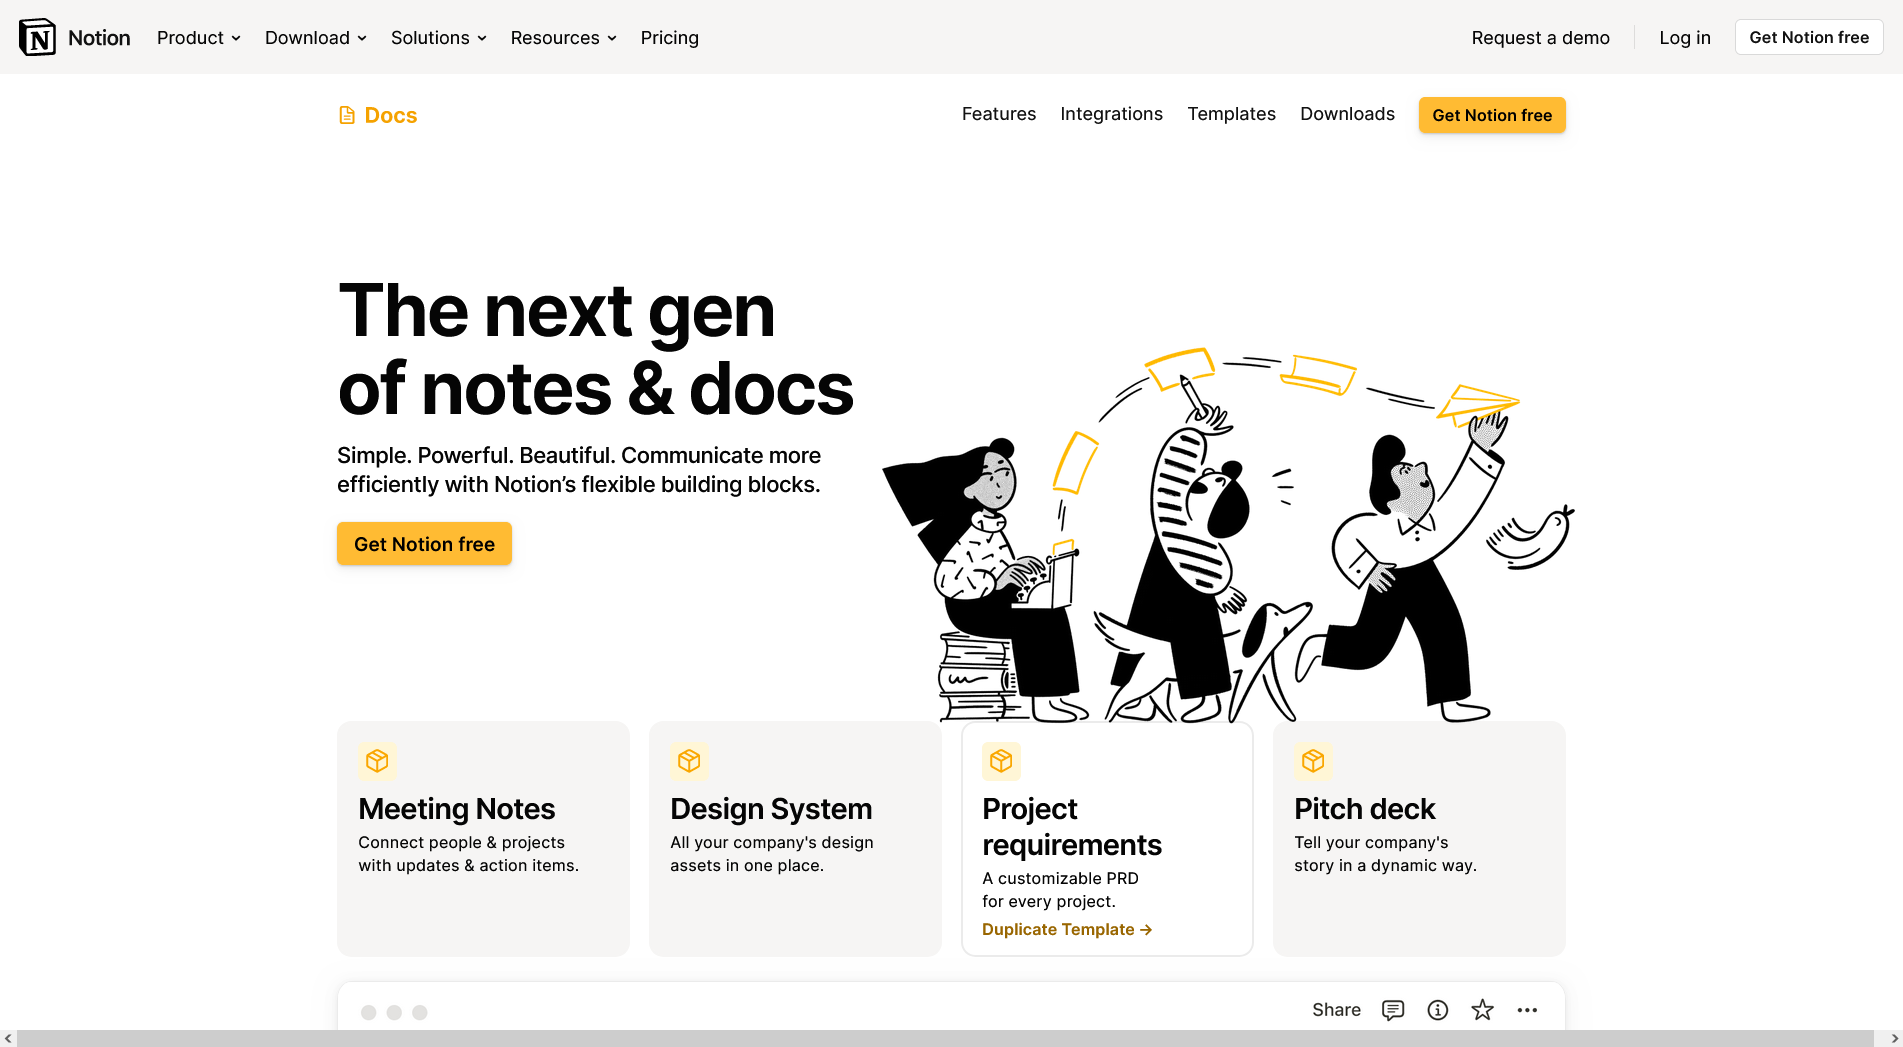 Notion
Product
Download
Solutions
Resources
Pricing
Request a demo
Log in
Get Notion free
Docs
Features
Integrations
Templates
Downloads
Get Notion free
The next gen
of notes & docs
Simple. Powerful. Beautiful. Communicate more
efficiently with Notion’s flexible building blocks.
Get Notion free
Meeting Notes
Connect people & projects
with updates & action items.
Design System
All your company's design
assets in one place.
Project
requirements
A customizable PRD
for every project.
Duplicate Template →
Pitch deck
Tell your company's
story in a dynamic way.
Share